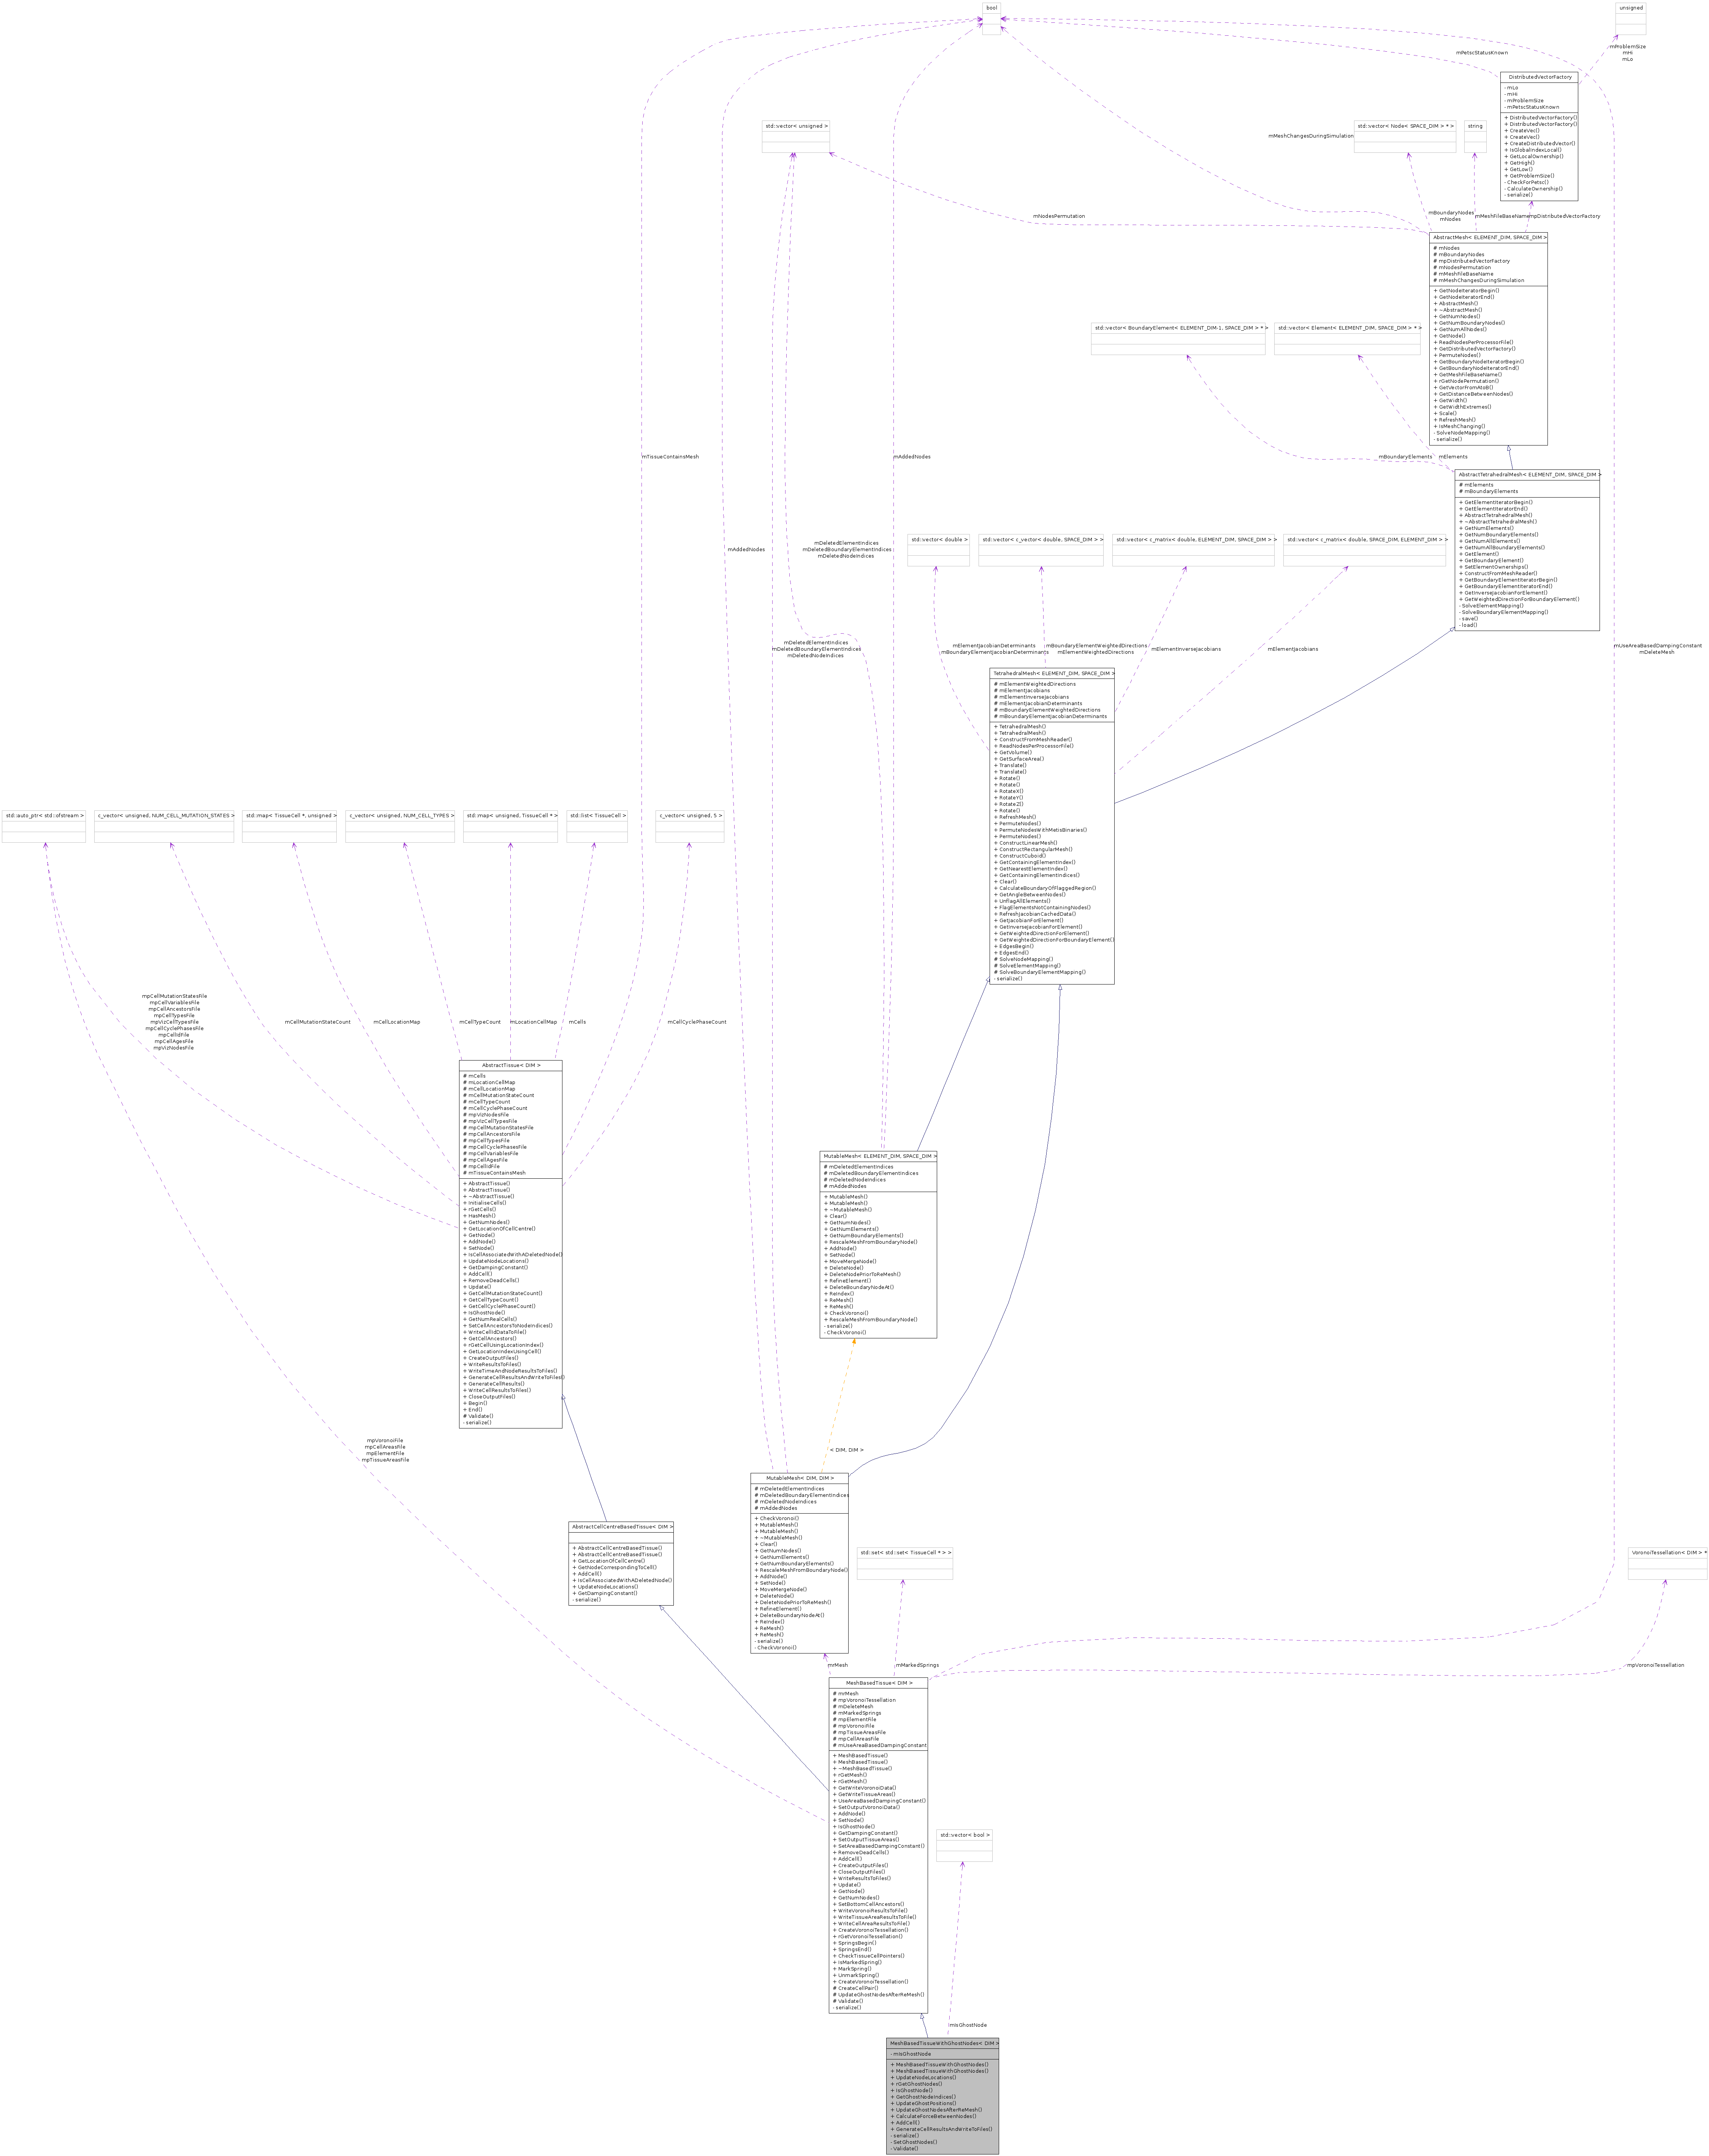 bool
unsigned
mPetscStatusKnown
mProblemSize
mHi
mLo
DistributedVectorFactory
- mLo
- mHi
- mProblemSize
- mPetscStatusKnown
+ DistributedVectorFactory()
+ DistributedVectorFactory()
+ CreateVec()
+ CreateVec()
+ CreateDistributedVector()
+ IsGlobalIndexLocal()
+ GetLocalOwnership()
+ GetHigh()
+ GetLow()
+ GetProblemSize()
- CheckForPetsc()
- CalculateOwnership()
- serialize()
std::vector< unsigned >
mMeshChangesDuringSimulation
std::vector< Node< SPACE_DIM > * >
string
mNodesPermutation
mBoundaryNodes
mNodes
mMeshFileBaseName
mpDistributedVectorFactory
AbstractMesh< ELEMENT_DIM, SPACE_DIM >
# mNodes
# mBoundaryNodes
# mpDistributedVectorFactory
# mNodesPermutation
# mMeshFileBaseName
# mMeshChangesDuringSimulation
+ GetNodeIteratorBegin()
+ GetNodeIteratorEnd()
+ AbstractMesh()
+ ~AbstractMesh()
+ GetNumNodes()
+ GetNumBoundaryNodes()
+ GetNumAllNodes()
+ GetNode()
+ ReadNodesPerProcessorFile()
+ GetDistributedVectorFactory()
+ PermuteNodes()
+ GetBoundaryNodeIteratorBegin()
+ GetBoundaryNodeIteratorEnd()
+ GetMeshFileBaseName()
+ rGetNodePermutation()
+ GetVectorFromAtoB()
+ GetDistanceBetweenNodes()
+ GetWidth()
+ GetWidthExtremes()
+ Scale()
+ RefreshMesh()
+ IsMeshChanging()
- SolveNodeMapping()
- serialize()
std::vector< BoundaryElement< ELEMENT_DIM-1, SPACE_DIM > * >
std::vector< Element< ELEMENT_DIM, SPACE_DIM > * >
mTissueContainsMesh
mAddedNodes
mBoundaryElements
mElements
AbstractTetrahedralMesh< ELEMENT_DIM, SPACE_DIM >
# mElements
# mBoundaryElements
+ GetElementIteratorBegin()
+ GetElementIteratorEnd()
+ AbstractTetrahedralMesh()
+ ~AbstractTetrahedralMesh()
+ GetNumElements()
+ GetNumBoundaryElements()
+ GetNumAllElements()
+ GetNumAllBoundaryElements()
+ GetElement()
+ GetBoundaryElement()
+ SetElementOwnerships()
+ ConstructFromMeshReader()
+ GetBoundaryElementIteratorBegin()
+ GetBoundaryElementIteratorEnd()
+ GetInverseJacobianForElement()
+ GetWeightedDirectionForBoundaryElement()
- SolveElementMapping()
- SolveBoundaryElementMapping()
- save()
- load()
mAddedNodes
mDeletedElementIndices
mDeletedBoundaryElementIndices
mDeletedNodeIndices
std::vector< double >
std::vector< c_vector< double, SPACE_DIM > >
std::vector< c_matrix< double, ELEMENT_DIM, SPACE_DIM > >
std::vector< c_matrix< double, SPACE_DIM, ELEMENT_DIM > >
mDeletedElementIndices
mDeletedBoundaryElementIndices
mDeletedNodeIndices
mElementJacobianDeterminants
mBoundaryElementJacobianDeterminants
mBoundaryElementWeightedDirections
mElementWeightedDirections
mElementInverseJacobians
mElementJacobians
mUseAreaBasedDampingConstant
mDeleteMesh
TetrahedralMesh< ELEMENT_DIM, SPACE_DIM >
# mElementWeightedDirections
# mElementJacobians
# mElementInverseJacobians
# mElementJacobianDeterminants
# mBoundaryElementWeightedDirections
# mBoundaryElementJacobianDeterminants
+ TetrahedralMesh()
+ TetrahedralMesh()
+ ConstructFromMeshReader()
+ ReadNodesPerProcessorFile()
+ GetVolume()
+ GetSurfaceArea()
+ Translate()
+ Translate()
+ Rotate()
+ Rotate()
+ RotateX()
+ RotateY()
+ RotateZ()
+ Rotate()
+ RefreshMesh()
+ PermuteNodes()
+ PermuteNodesWithMetisBinaries()
+ PermuteNodes()
+ ConstructLinearMesh()
+ ConstructRectangularMesh()
+ ConstructCuboid()
+ GetContainingElementIndex()
+ GetNearestElementIndex()
+ GetContainingElementIndices()
+ Clear()
+ CalculateBoundaryOfFlaggedRegion()
+ GetAngleBetweenNodes()
+ UnflagAllElements()
+ FlagElementsNotContainingNodes()
+ RefreshJacobianCachedData()
+ GetJacobianForElement()
+ GetInverseJacobianForElement()
+ GetWeightedDirectionForElement()
+ GetWeightedDirectionForBoundaryElement()
+ EdgesBegin()
+ EdgesEnd()
# SolveNodeMapping()
# SolveElementMapping()
# SolveBoundaryElementMapping()
- serialize()
std::auto_ptr< std::ofstream >
c_vector< unsigned, NUM_CELL_MUTATION_STATES >
std::map< TissueCell *, unsigned >
c_vector< unsigned, NUM_CELL_TYPES >
std::map< unsigned, TissueCell * >
std::list< TissueCell >
c_vector< unsigned, 5 >
mpCellMutationStatesFile
mpCellVariablesFile
mpCellAncestorsFile
mpCellTypesFile
mpVizCellTypesFile
mpCellCyclePhasesFile
mpCellIdFile
mpCellAgesFile
mpVizNodesFile
mCellMutationStateCount
mCellLocationMap
mCellTypeCount
mLocationCellMap
mCells
mCellCyclePhaseCount
AbstractTissue< DIM >
# mCells
# mLocationCellMap
# mCellLocationMap
# mCellMutationStateCount
# mCellTypeCount
# mCellCyclePhaseCount
# mpVizNodesFile
# mpVizCellTypesFile
# mpCellMutationStatesFile
# mpCellAncestorsFile
# mpCellTypesFile
# mpCellCyclePhasesFile
# mpCellVariablesFile
# mpCellAgesFile
# mpCellIdFile
# mTissueContainsMesh
+ AbstractTissue()
+ AbstractTissue()
+ ~AbstractTissue()
+ InitialiseCells()
+ rGetCells()
+ HasMesh()
+ GetNumNodes()
+ GetLocationOfCellCentre()
+ GetNode()
+ AddNode()
+ SetNode()
+ IsCellAssociatedWithADeletedNode()
+ UpdateNodeLocations()
+ GetDampingConstant()
+ AddCell()
+ RemoveDeadCells()
+ Update()
+ GetCellMutationStateCount()
+ GetCellTypeCount()
+ GetCellCyclePhaseCount()
+ IsGhostNode()
+ GetNumRealCells()
+ SetCellAncestorsToNodeIndices()
+ WriteCellIdDataToFile()
+ GetCellAncestors()
+ rGetCellUsingLocationIndex()
+ GetLocationIndexUsingCell()
+ CreateOutputFiles()
+ WriteResultsToFiles()
+ WriteTimeAndNodeResultsToFiles()
+ GenerateCellResultsAndWriteToFiles()
+ GenerateCellResults()
+ WriteCellResultsToFiles()
+ CloseOutputFiles()
+ Begin()
+ End()
# Validate()
- serialize()
MutableMesh< ELEMENT_DIM, SPACE_DIM >
# mDeletedElementIndices
# mDeletedBoundaryElementIndices
# mDeletedNodeIndices
# mAddedNodes
+ MutableMesh()
+ MutableMesh()
+ ~MutableMesh()
+ Clear()
+ GetNumNodes()
+ GetNumElements()
+ GetNumBoundaryElements()
+ RescaleMeshFromBoundaryNode()
+ AddNode()
+ SetNode()
+ MoveMergeNode()
+ DeleteNode()
+ DeleteNodePriorToReMesh()
+ RefineElement()
+ DeleteBoundaryNodeAt()
+ ReIndex()
+ ReMesh()
+ ReMesh()
+ CheckVoronoi()
+ RescaleMeshFromBoundaryNode()
- serialize()
- CheckVoronoi()
mpVoronoiFile
mpCellAreasFile
mpElementFile
mpTissueAreasFile
< DIM, DIM >
MutableMesh< DIM, DIM >
# mDeletedElementIndices
# mDeletedBoundaryElementIndices
# mDeletedNodeIndices
# mAddedNodes
+ CheckVoronoi()
+ MutableMesh()
+ MutableMesh()
+ ~MutableMesh()
+ Clear()
+ GetNumNodes()
+ GetNumElements()
+ GetNumBoundaryElements()
+ RescaleMeshFromBoundaryNode()
+ AddNode()
+ SetNode()
+ MoveMergeNode()
+ DeleteNode()
+ DeleteNodePriorToReMesh()
+ RefineElement()
+ DeleteBoundaryNodeAt()
+ ReIndex()
+ ReMesh()
+ ReMesh()
- serialize()
- CheckVoronoi()
AbstractCellCentreBasedTissue< DIM >
+ AbstractCellCentreBasedTissue()
+ AbstractCellCentreBasedTissue()
+ GetLocationOfCellCentre()
+ GetNodeCorrespondingToCell()
+ AddCell()
+ IsCellAssociatedWithADeletedNode()
+ UpdateNodeLocations()
+ GetDampingConstant()
- serialize()
std::set< std::set< TissueCell * > >
VoronoiTessellation< DIM > *
mrMesh
mMarkedSprings
mpVoronoiTessellation
MeshBasedTissue< DIM >
# mrMesh
# mpVoronoiTessellation
# mDeleteMesh
# mMarkedSprings
# mpElementFile
# mpVoronoiFile
# mpTissueAreasFile
# mpCellAreasFile
# mUseAreaBasedDampingConstant
+ MeshBasedTissue()
+ MeshBasedTissue()
+ ~MeshBasedTissue()
+ rGetMesh()
+ rGetMesh()
+ GetWriteVoronoiData()
+ GetWriteTissueAreas()
+ UseAreaBasedDampingConstant()
+ SetOutputVoronoiData()
+ AddNode()
+ SetNode()
+ IsGhostNode()
+ GetDampingConstant()
+ SetOutputTissueAreas()
+ SetAreaBasedDampingConstant()
+ RemoveDeadCells()
+ AddCell()
+ CreateOutputFiles()
+ CloseOutputFiles()
+ WriteResultsToFiles()
+ Update()
+ GetNode()
+ GetNumNodes()
+ SetBottomCellAncestors()
+ WriteVoronoiResultsToFile()
+ WriteTissueAreaResultsToFile()
+ WriteCellAreaResultsToFile()
+ CreateVoronoiTessellation()
+ rGetVoronoiTessellation()
+ SpringsBegin()
+ SpringsEnd()
+ CheckTissueCellPointers()
+ IsMarkedSpring()
+ MarkSpring()
+ UnmarkSpring()
+ CreateVoronoiTessellation()
# CreateCellPair()
# UpdateGhostNodesAfterReMesh()
# Validate()
- serialize()
std::vector< bool >
mIsGhostNode
MeshBasedTissueWithGhostNodes< DIM >
- mIsGhostNode
+ MeshBasedTissueWithGhostNodes()
+ MeshBasedTissueWithGhostNodes()
+ UpdateNodeLocations()
+ rGetGhostNodes()
+ IsGhostNode()
+ GetGhostNodeIndices()
+ UpdateGhostPositions()
+ UpdateGhostNodesAfterReMesh()
+ CalculateForceBetweenNodes()
+ AddCell()
+ GenerateCellResultsAndWriteToFiles()
- serialize()
- SetGhostNodes()
- Validate()